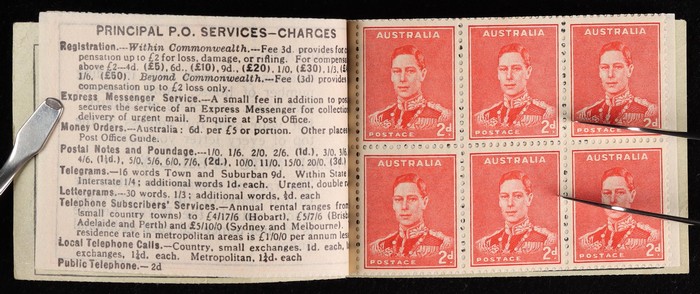 PRINCIPAL P.O. SERVICES—CHARGES
Registration.—Within Commonwealth.—Fee 3d. provides for
pensation up to £2 for loss, damage, or rifling. For compen
above £2—4d. (£5), 6d., (£10), 9d., (£20), 1/0, (£30), 1/3,
1/6, (£50). Beyond Commonwealth.—Fee (3d) provides
compensation up to £2 loss only.
Express Messenger Service.—A small fee in addition to
secures the service of an Express Messenger for collection
delivery of urgent mail. Enquire at Post Office.
Money Orders.—Australia: 6d. per £5 or portion. Other places
Post Office Guide.
Postal Notes and Poundage.—1/0, 1/6, 2/0, 2/6, (1d.), 3/0,
4/6, (1½d.), 5/0, 5/6, 6/0, 7/6, (2d.), 10/0, 11/0, 15/0, 20/0, (3d.)
Telegrams.—16 words Town and Suburban 9d. Within State
Interstate 1/4; additional words 1d. each. Urgent, double
Lettergrams.—30 words, 1/3; additional words, ½d. each
Telephone Subscribers' Services.—Annual rental ranges
(small country towns) to £4/17/6 (Hobart), £5/7/6 (Brisb
Adelaide and Perth) and £5/10/0 (Sydney and Melbourne).
residence rate in metropolitan areas is £1/0/0 per annum less
Local Telephone Calls.—Country, small exchanges, 1d. each,
exchanges, 1¼d. each. Metropolitan, 1¼d. each
Public Telephone.—2d
AUSTRALIA AUSTRALIA AUSTRALIA
POSTAGE 2d POSTAGE 2d POSTAGE 2d
AUSTRALIA AUSTRALIA AUSTRALIA
POSTAGE 2d POSTAGE 2d POSTAGE 2d